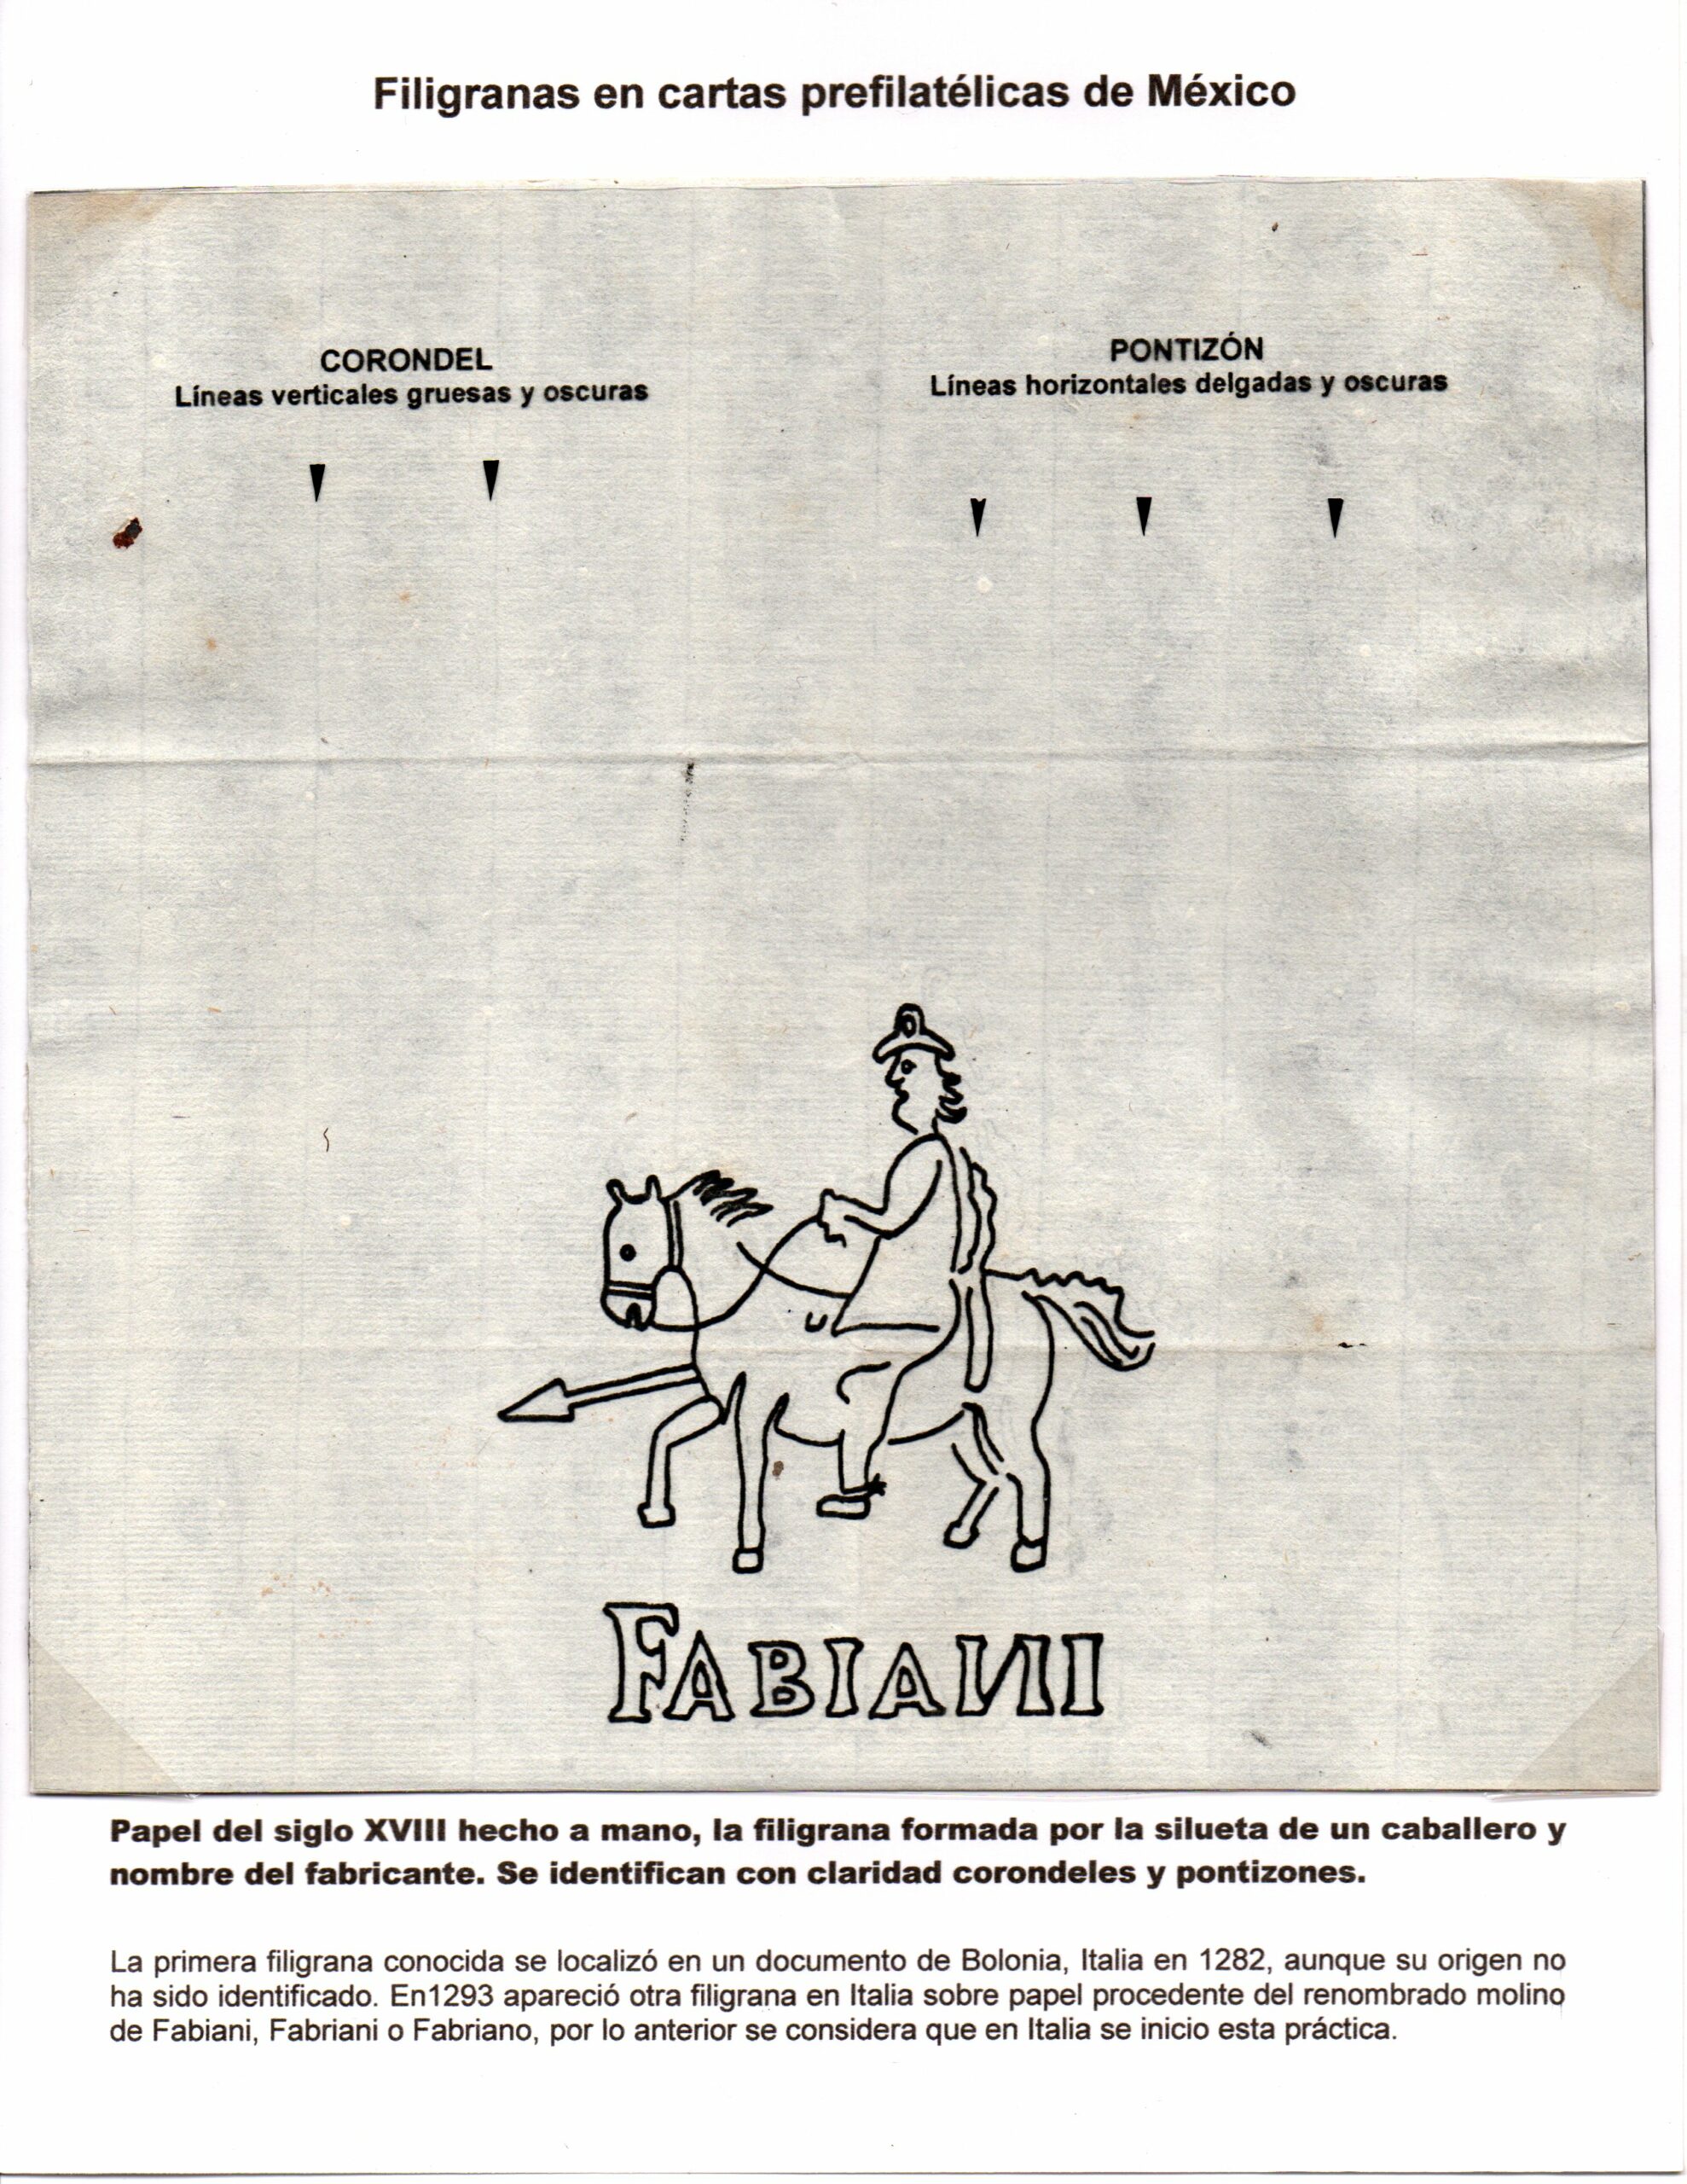 Filigranas en cartas prefilatélicas de México
CORONDEL
Líneas verticales gruesas y oscuras
PONTIZÓN
Líneas horizontales delgadas y oscuras
FABIANI
Papel del siglo XVIII hecho a mano, la filigrana formada por la silueta de un caballero y
nombre del fabricante. Se identifican con claridad corondeles y pontizones.
La primera filigrana conocida se localizó en un documento de Bolonia, Italia en 1282, aunque su origen no
ha sido identificado. En1293 apareció otra filigrana en Italia sobre papel procedente del renombrado molino
de Fabiani, Fabriani o Fabriano, por lo anterior se considera que en Italia se inicio esta práctica.